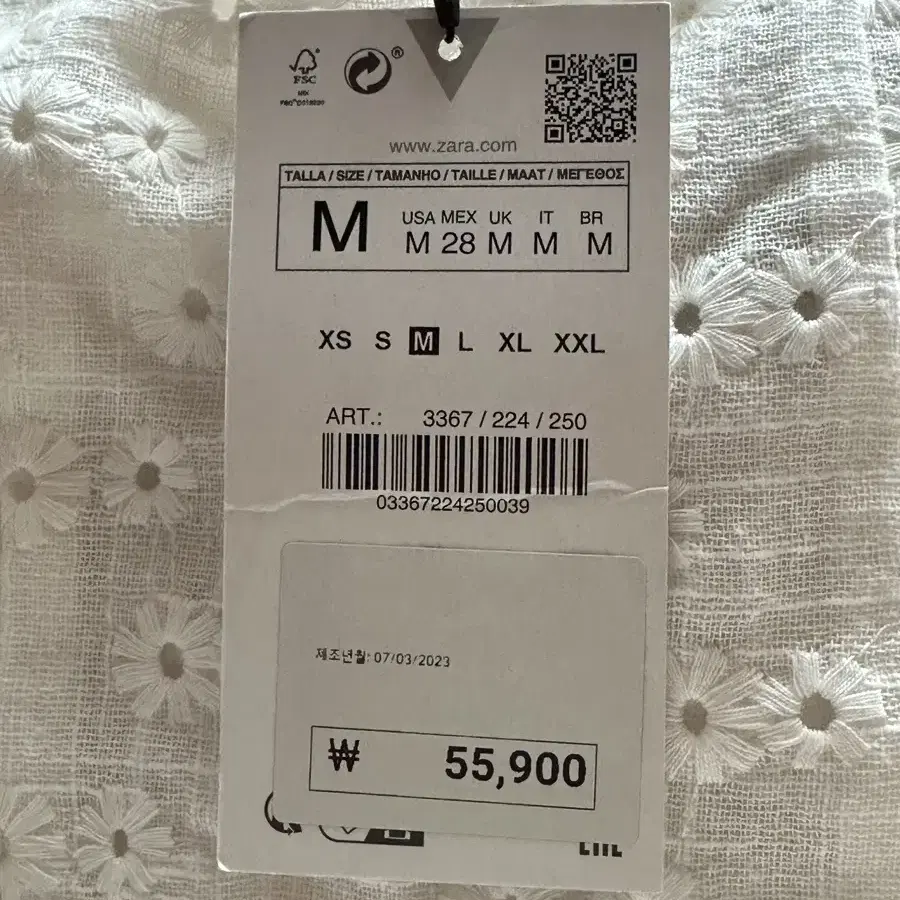 FSC
®
www.zara.com
TALLA / SIZE / TAMANHO / TAILLE / MAAT / ΜΕΓΕΘΟΣ
M
USA MEX UK IT BR
M 28 M M M
XS S M L XL XXL
ART.: 3367 / 224 / 250
03367224250039
제조년월: 07/03/2023
₩ 55,900